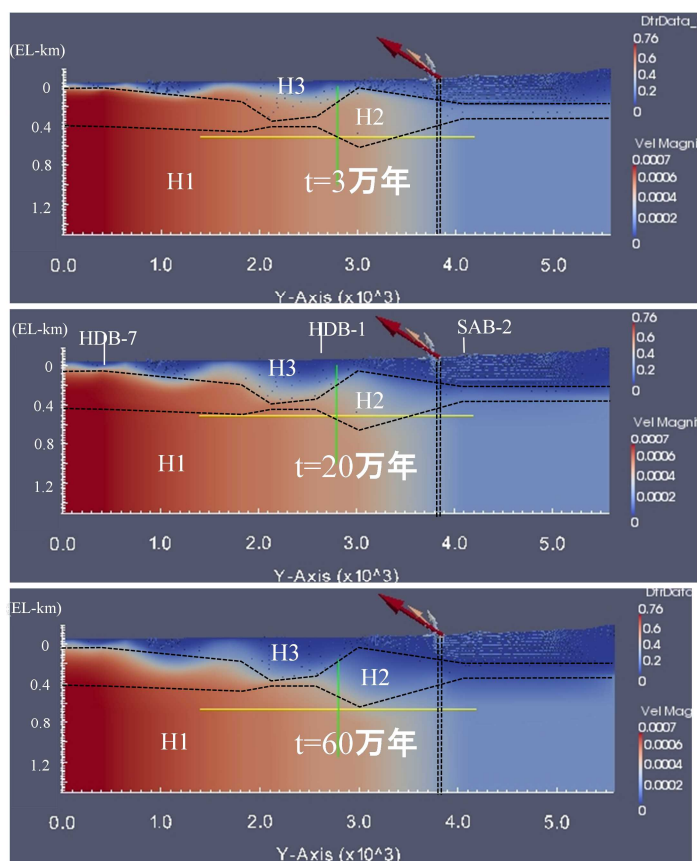 DtrData_
0.76
0.6
0.4
0.2
0
(EL-km)
0
0.4
0.8
1.2
H3
H2
H1
t=3万年
Vel Magnit
0.0007
0.0006
0.0004
0.0002
0.0 1.0 2.0 3.0 4.0 5.0
Y-Axis (x10^3)
(EL-km)
HDB-7
HDB-1
SAB-2
0.76
0.6
0.4
0.2
0
0
0.4
0.8
1.2
H3
H2
H1
t=20万年
Vel Magni
0.0007
0.0006
0.0004
0.0002
0.0 1.0 2.0 3.0 4.0 5.0
Y-Axis (x10^3)
(EL-km)
DtrData
0.76
0.6
0.4
0.2
0
0
0.4
0.8
1.2
H3
H2
H1
t=60万年
Vel Magn
0.0007
0.0006
0.0004
0.0002
0.0 1.0 2.0 3.0 4.0 5.0
Y-Axis (x10^3)